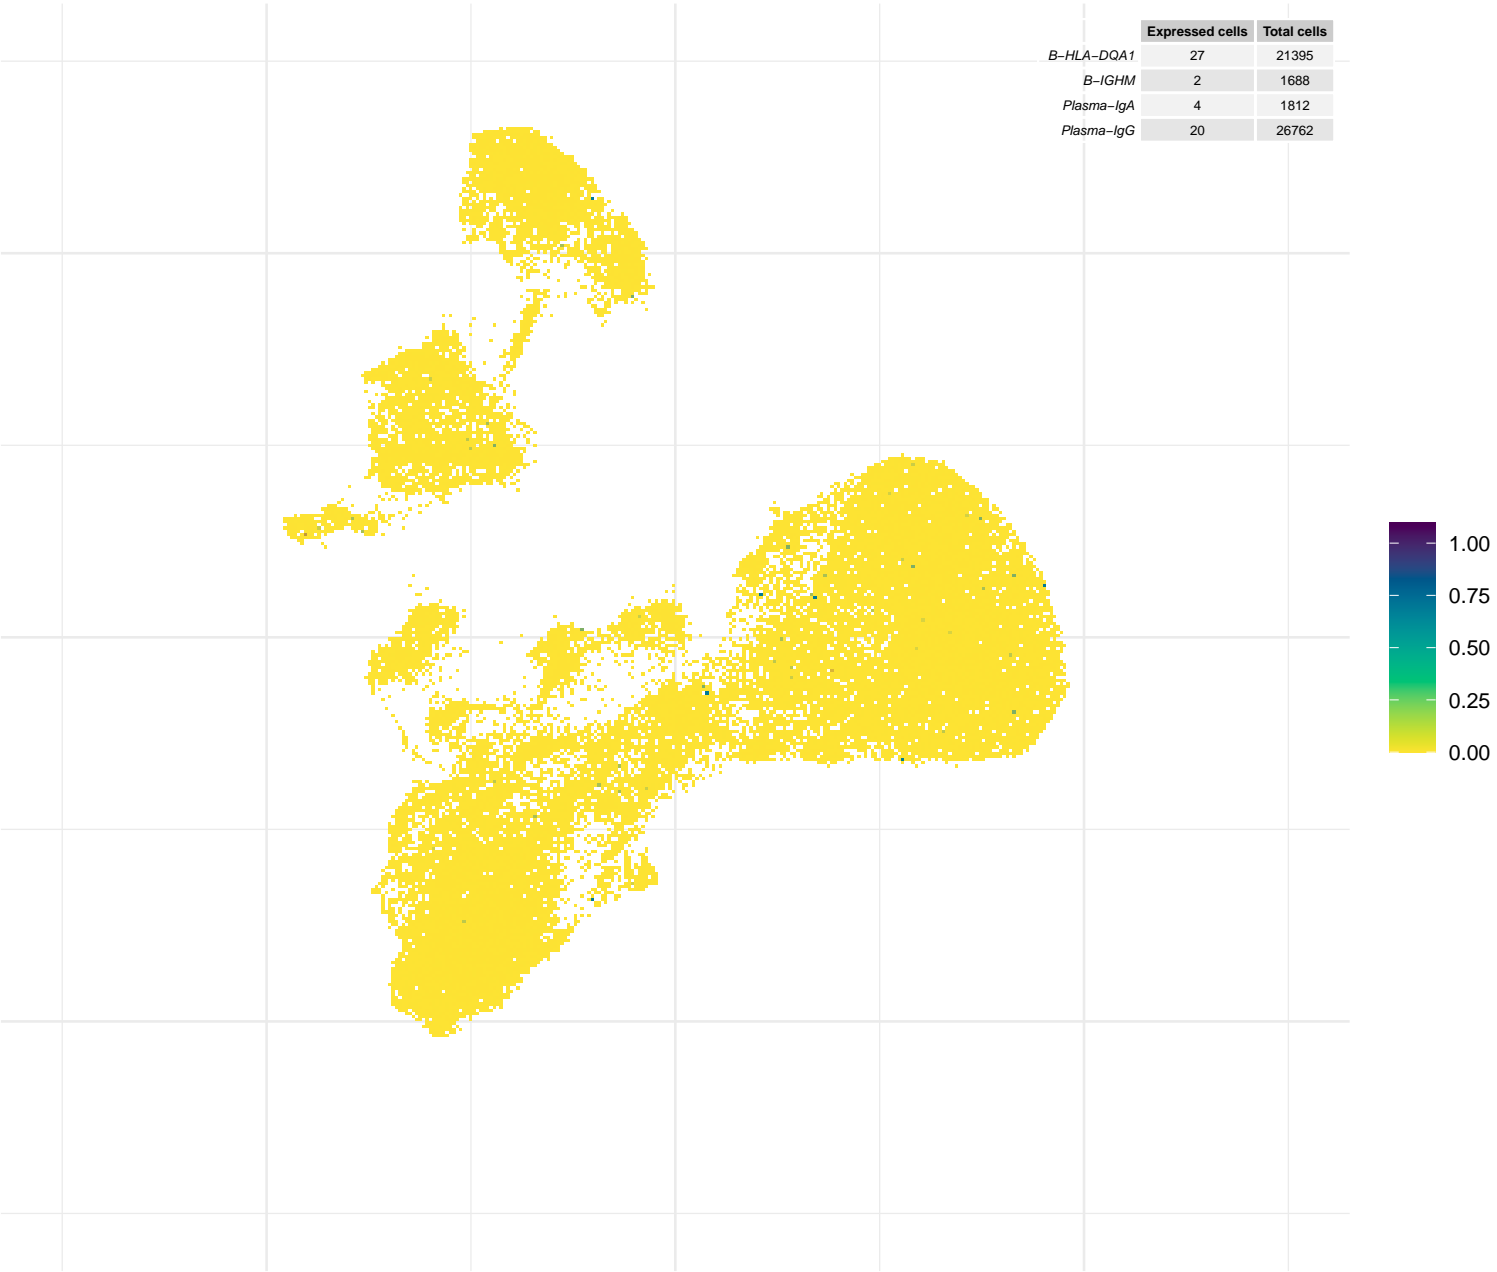 Expressed cells Total cells
B−HLA−DQA1 27 21395
B−IGHM 2 1688
Plasma−IgA 4 1812
Plasma−IgG 20 26762
1.00
0.75
0.50
0.25
0.00